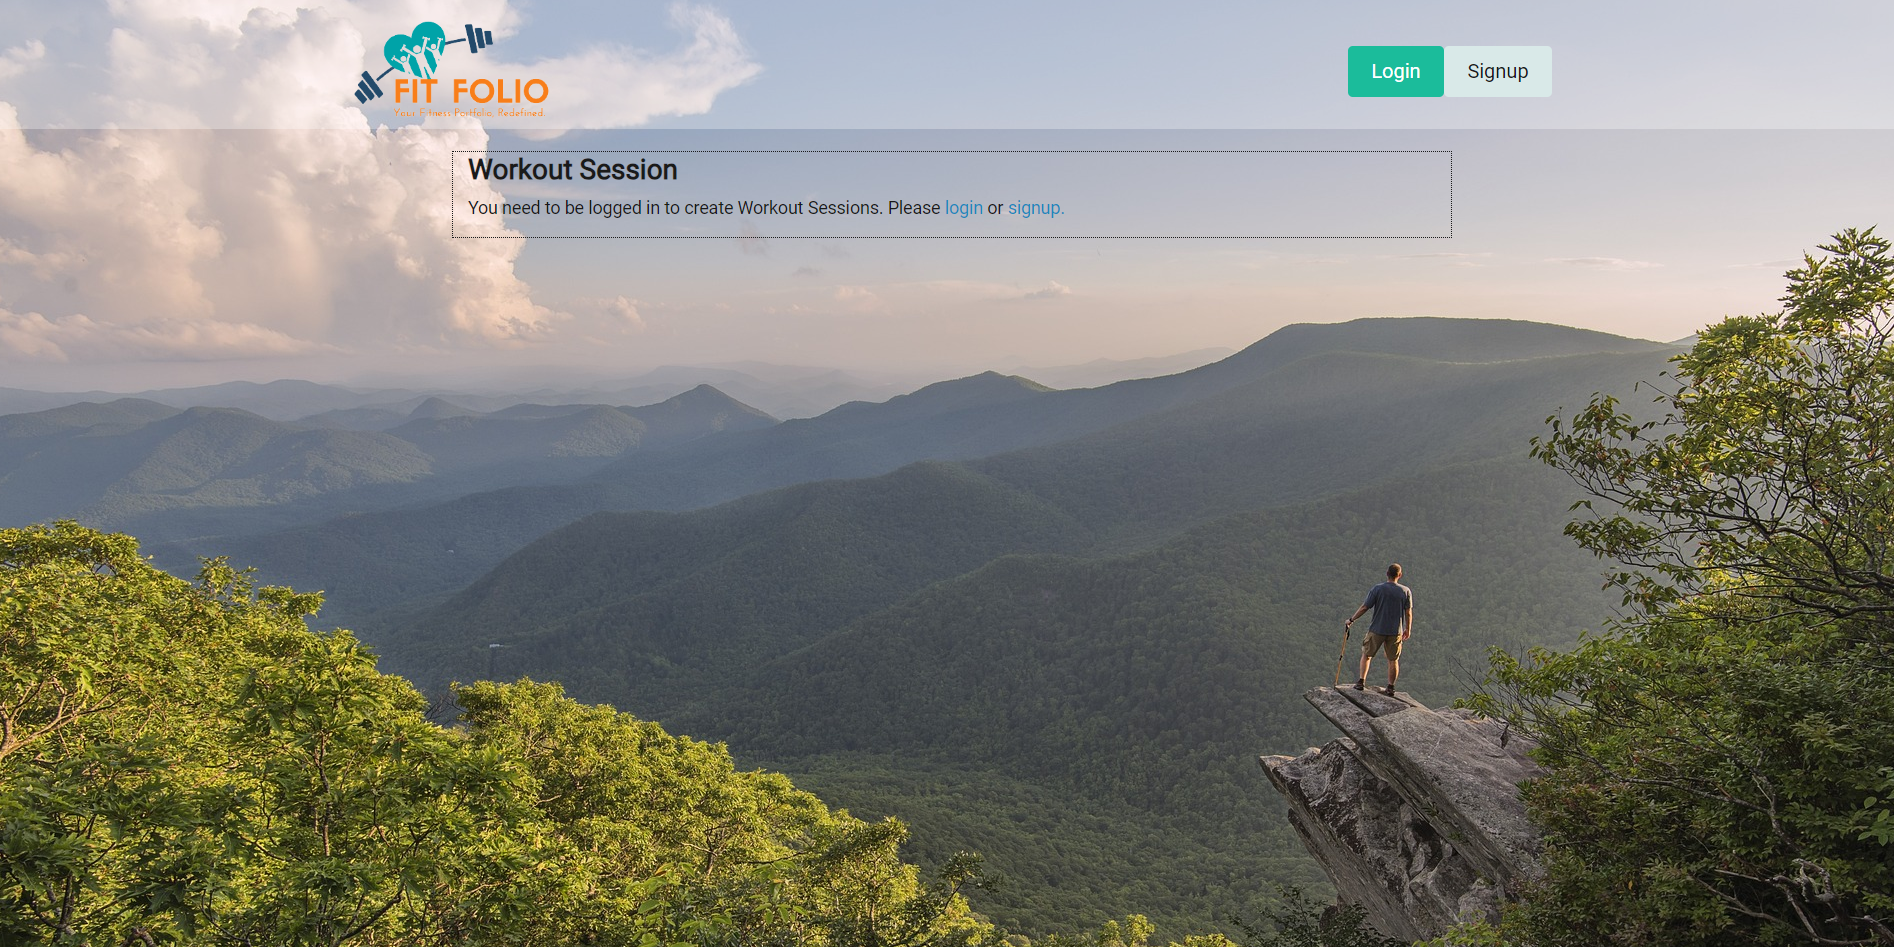 FIT FOLIO
Your Fitness Portfolio, Redefined.
Login
Signup
Workout Session
You need to be logged in to create Workout Sessions. Please login or signup.